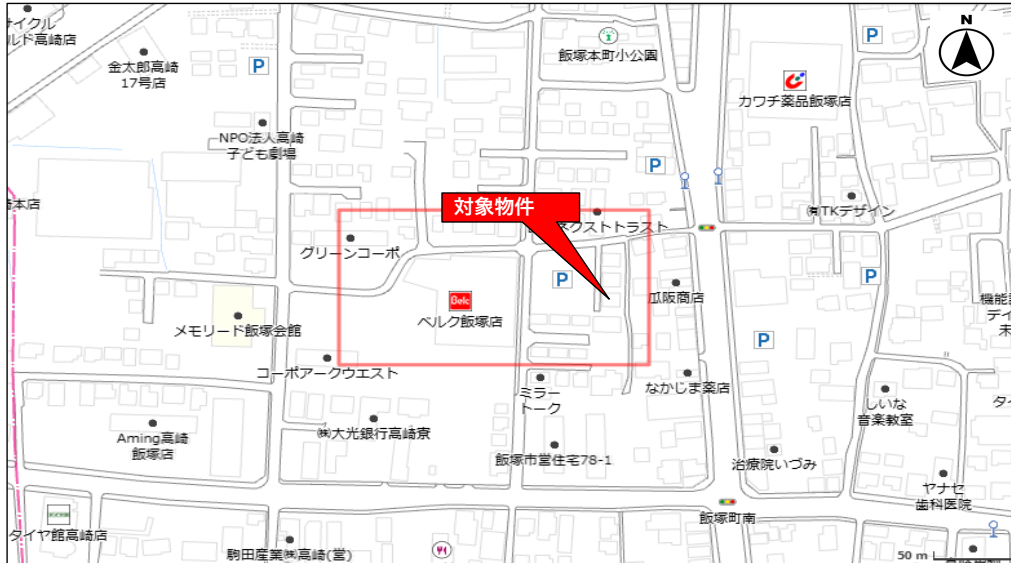 サイクル
ルド高崎店
金太郎高崎
17号店
P
飯塚本町小公園
P
N
カワチ薬品飯塚店
NPO法人高崎
子ども劇場
P
本店
対象物件
ネクストトラスト
㈲TKデザイン
グリーンコーポ
P
瓜阪商店
P
Belc
ベルク飯塚店
メモリード飯塚会館
P
コーポアークウエスト
ミラー
トーク
なかじま薬店
しいな
音楽教室
Aming高崎
飯塚店
㈱大光銀行高崎寮
飯塚市営住宅78-1
治療院いづみ
ヤナセ
歯科医院
タイヤ館高崎店
飯塚町南
駒田産業㈱高崎(営)
50 m